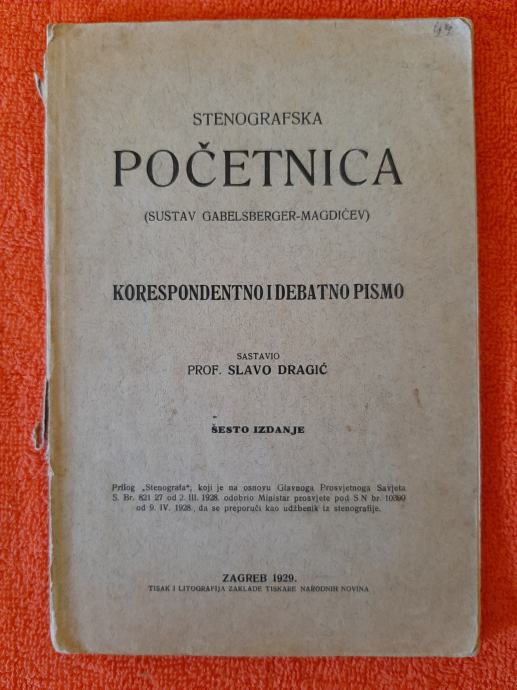 44
STENOGRAFSKA
POČETNICA
(SUSTAV GABELSBERGER-MAGDIĆEV)
KORESPONDENTNO I DEBATNO PISMO
SASTAVIO
PROF. SLAVO DRAGIĆ
ŠESTO IZDANJE
Prilog „Stenografa“, koji je na osnovu Glavnoga Prosvjetnoga Savjeta
S. Br. 821 27 od 2. III. 1928. odobrio Ministar prosvjete pod S N br. 10390
od 9. IV. 1928., da se preporuči kao udžbenik iz stenografije.
ZAGREB 1929.
TISAK I LITOGRAFIJA ZAKLADE TISKARE NARODNIH NOVINA